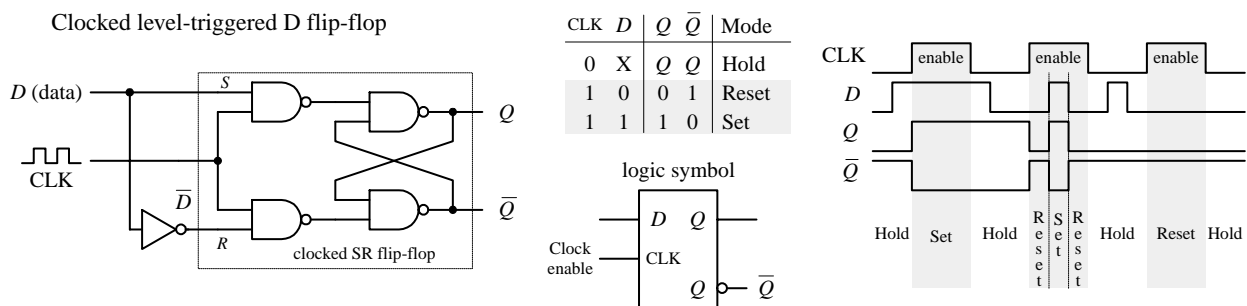 Clocked level-triggered D flip-flop
D (data)
CLK
D̅
S
R
clocked SR flip-flop
Q
Q̅
CLK D Q Q̅ Mode
0 X Q Q Hold
1 0 0 1 Reset
1 1 1 0 Set
logic symbol
D Q
Clock
enable
CLK
Q Q̅
CLK
enable enable enable
D
Q
Q̅
Hold Set Hold Reset Set Reset Hold Reset Hold